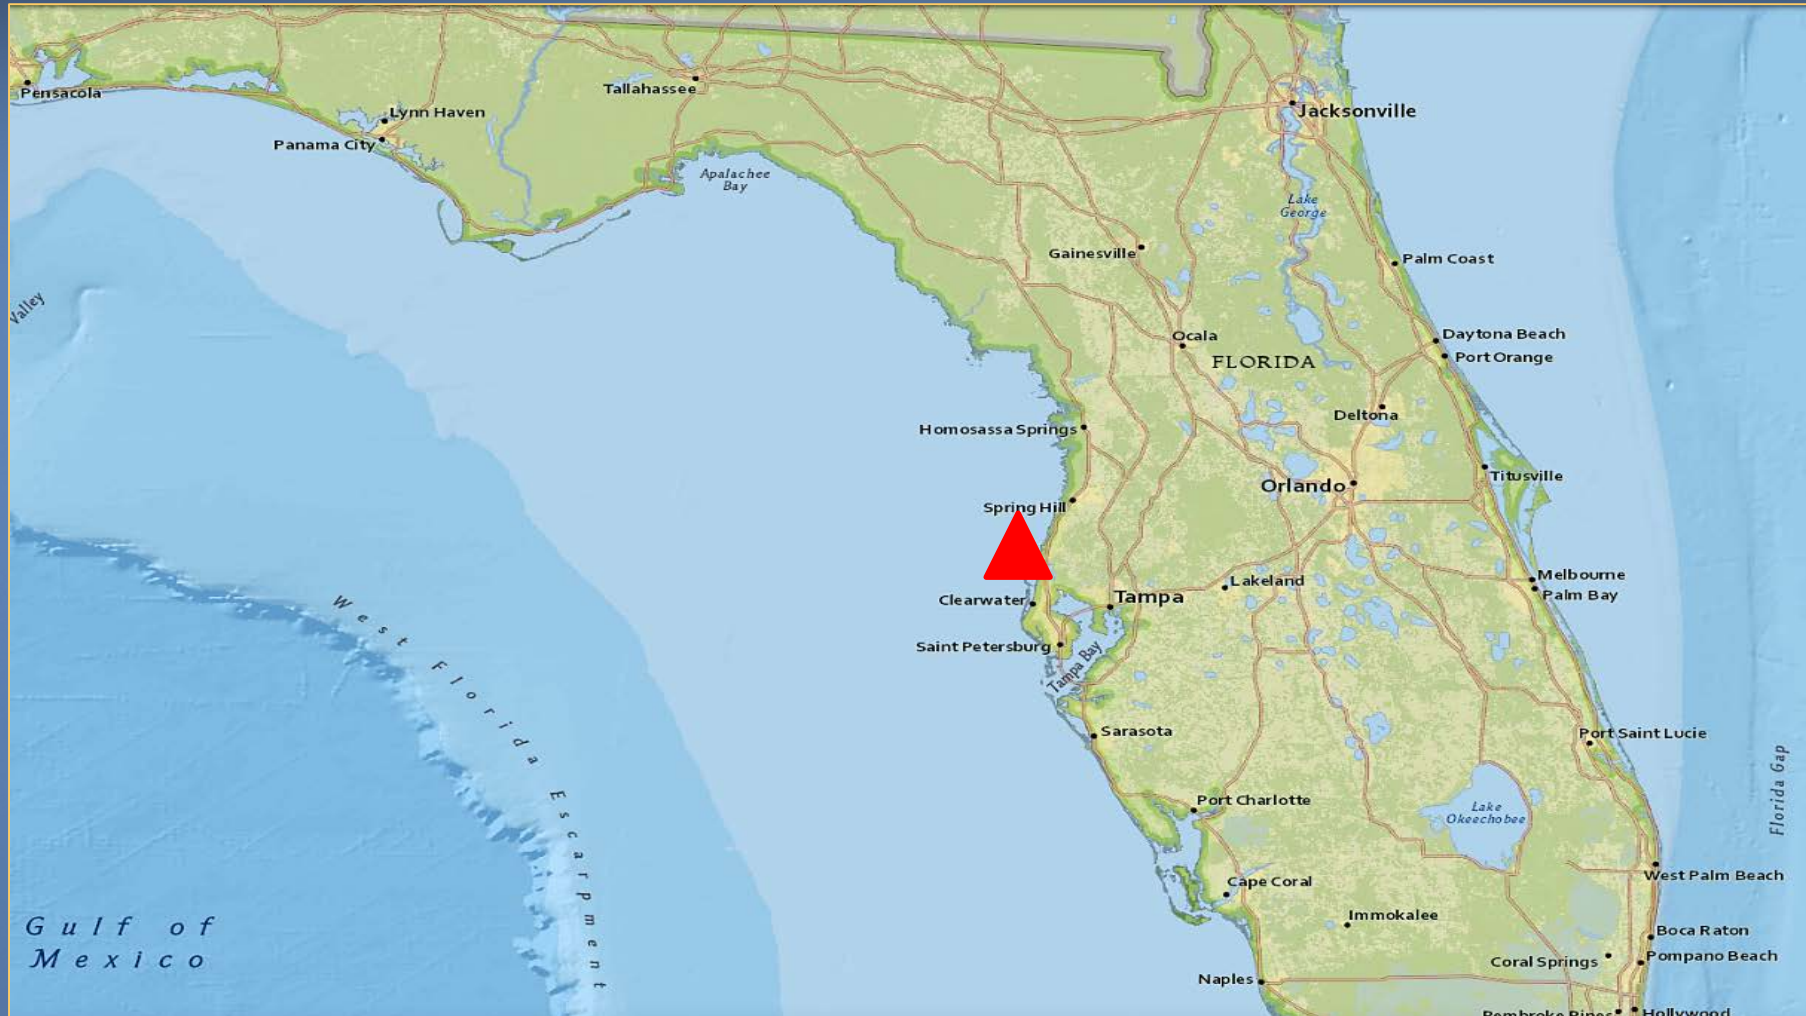 Pensacola
Lynn Haven
Panama City
Tallahassee
Apalachee
Bay
Jacksonville
Lake
George
Gainesville
Palm Coast
Valley
Ocala
FLORIDA
Daytona Beach
Port Orange
Deltona
Homosassa Springs
Titusville
Orlando
Spring Hill
Melbourne
Palm Bay
Lakeland
Tampa
Clearwater
Saint Petersburg
Tampa Bay
West Florida Escarpment
Sarasota
Port Saint Lucie
Port Charlotte
Lake
Okeechobee
Florida Gap
West Palm Beach
Cape Coral
Immokalee
Gulf of
Mexico
Boca Raton
Pompano Beach
Coral Springs
Naples
Pembroke Pines
Hollywood